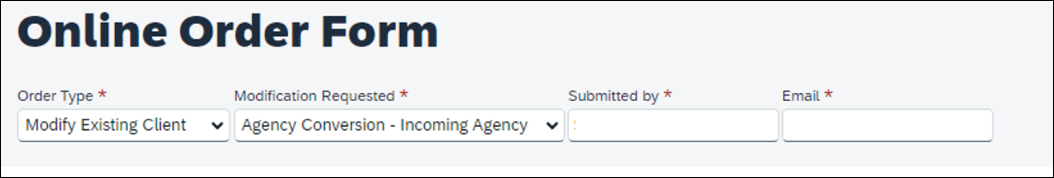 Online Order Form
Order Type * Modification Requested * Submitted by * Email *
Modify Existing Client Agency Conversion - Incoming Agency